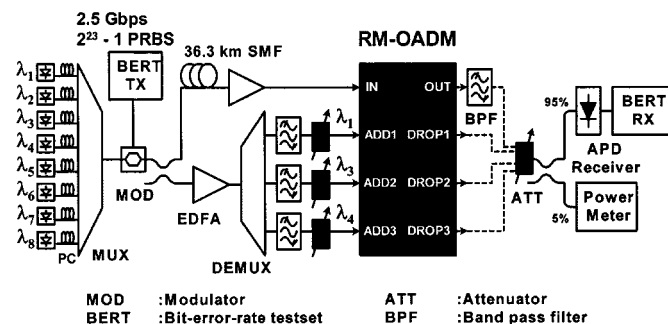 2.5 Gbps
2²³ - 1 PRBS
BERT
TX
36.3 km SMF
RM-OADM
λ1
λ2
λ3
λ4
λ5
λ6
λ7
λ8
PC
MUX
MOD
EDFA
DEMUX
λ1
λ3
λ4
IN
OUT
ADD1
DROP1
ADD2
DROP2
ADD3
DROP3
BPF
ATT
95%
5%
APD
Receiver
BERT
RX
Power
Meter
MOD :Modulator
ATT :Attenuator
BERT :Bit-error-rate testset
BPF :Band pass filter